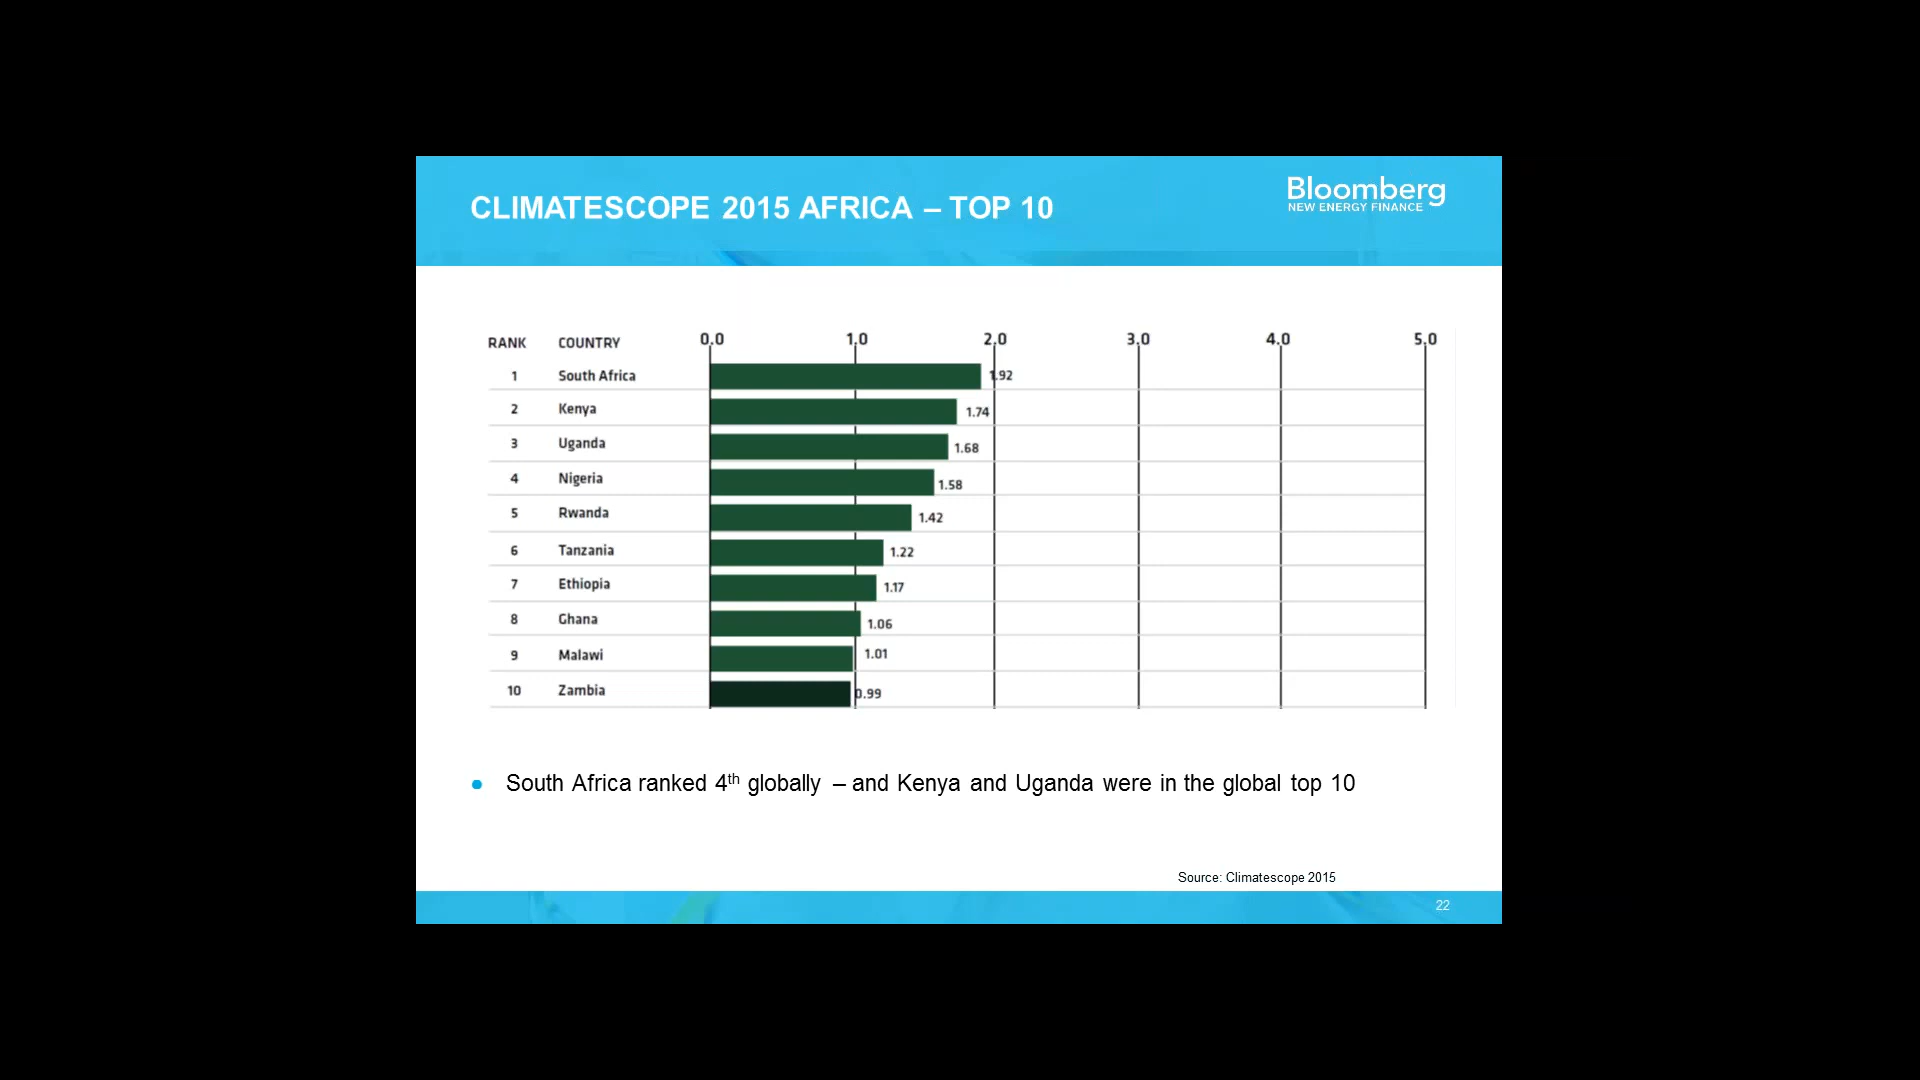 CLIMATESCOPE 2015 AFRICA – TOP 10
Bloomberg
NEW ENERGY FINANCE
RANK COUNTRY 0.0 1.0 2.0 3.0 4.0 5.0
1 South Africa 1.92
2 Kenya 1.74
3 Uganda 1.68
4 Nigeria 1.58
5 Rwanda 1.42
6 Tanzania 1.22
7 Ethiopia 1.17
8 Ghana 1.06
9 Malawi 1.01
10 Zambia 0.99
• South Africa ranked 4th globally – and Kenya and Uganda were in the global top 10
Source: Climatescope 2015
22